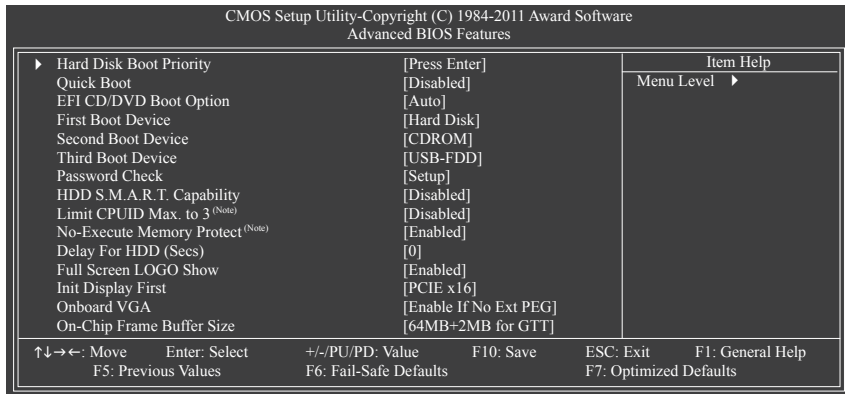 CMOS Setup Utility-Copyright (C) 1984-2011 Award Software
Advanced BIOS Features
▶ Hard Disk Boot Priority [Press Enter] Item Help
Quick Boot [Disabled] Menu Level ▶
EFI CD/DVD Boot Option [Auto]
First Boot Device [Hard Disk]
Second Boot Device [CDROM]
Third Boot Device [USB-FDD]
Password Check [Setup]
HDD S.M.A.R.T. Capability [Disabled]
Limit CPUID Max. to 3 (Note) [Disabled]
No-Execute Memory Protect (Note) [Enabled]
Delay For HDD (Secs) [0]
Full Screen LOGO Show [Enabled]
Init Display First [PCIE x16]
Onboard VGA [Enable If No Ext PEG]
On-Chip Frame Buffer Size [64MB+2MB for GTT]
↑↓→←: Move Enter: Select +/-/PU/PD: Value F10: Save ESC: Exit F1: General Help
F5: Previous Values F6: Fail-Safe Defaults F7: Optimized Defaults